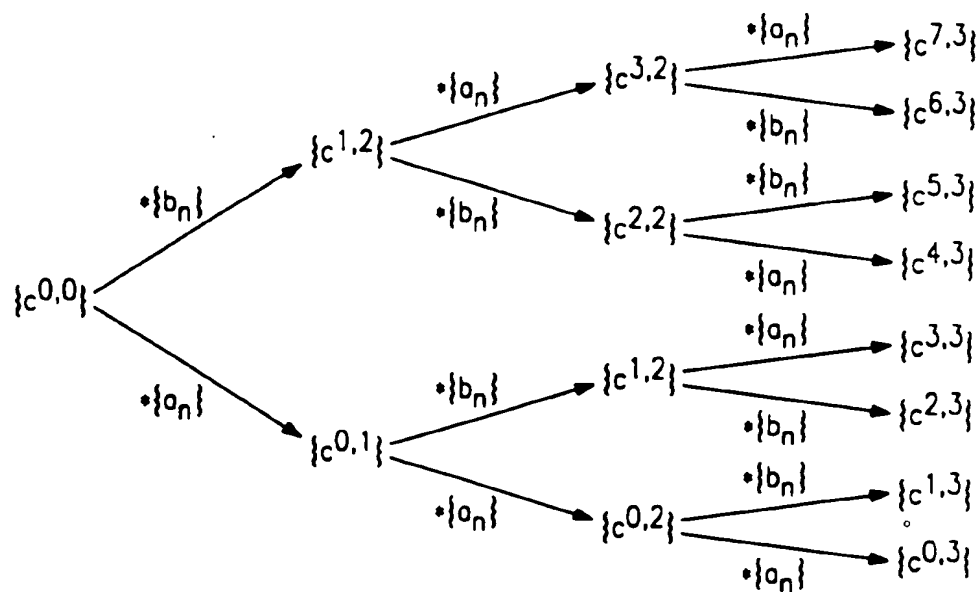 *{a_n}
{c^{7,3}}
{c^{3,2}}
*{a_n}
{c^{6,3}}
*{b_n}
{c^{1,2}}
*{b_n}
{c^{5,3}}
*{b_n}
*{b_n}
{c^{2,2}}
{c^{4,3}}
*{a_n}
{c^{0,0}}
*{a_n}
{c^{3,3}}
*{b_n}
{c^{1,2}}
*{a_n}
{c^{2,3}}
*{b_n}
{c^{0,1}}
*{b_n}
{c^{1,3}}
*{a_n}
{c^{0,2}}
{c^{0,3}}
*{a_n}